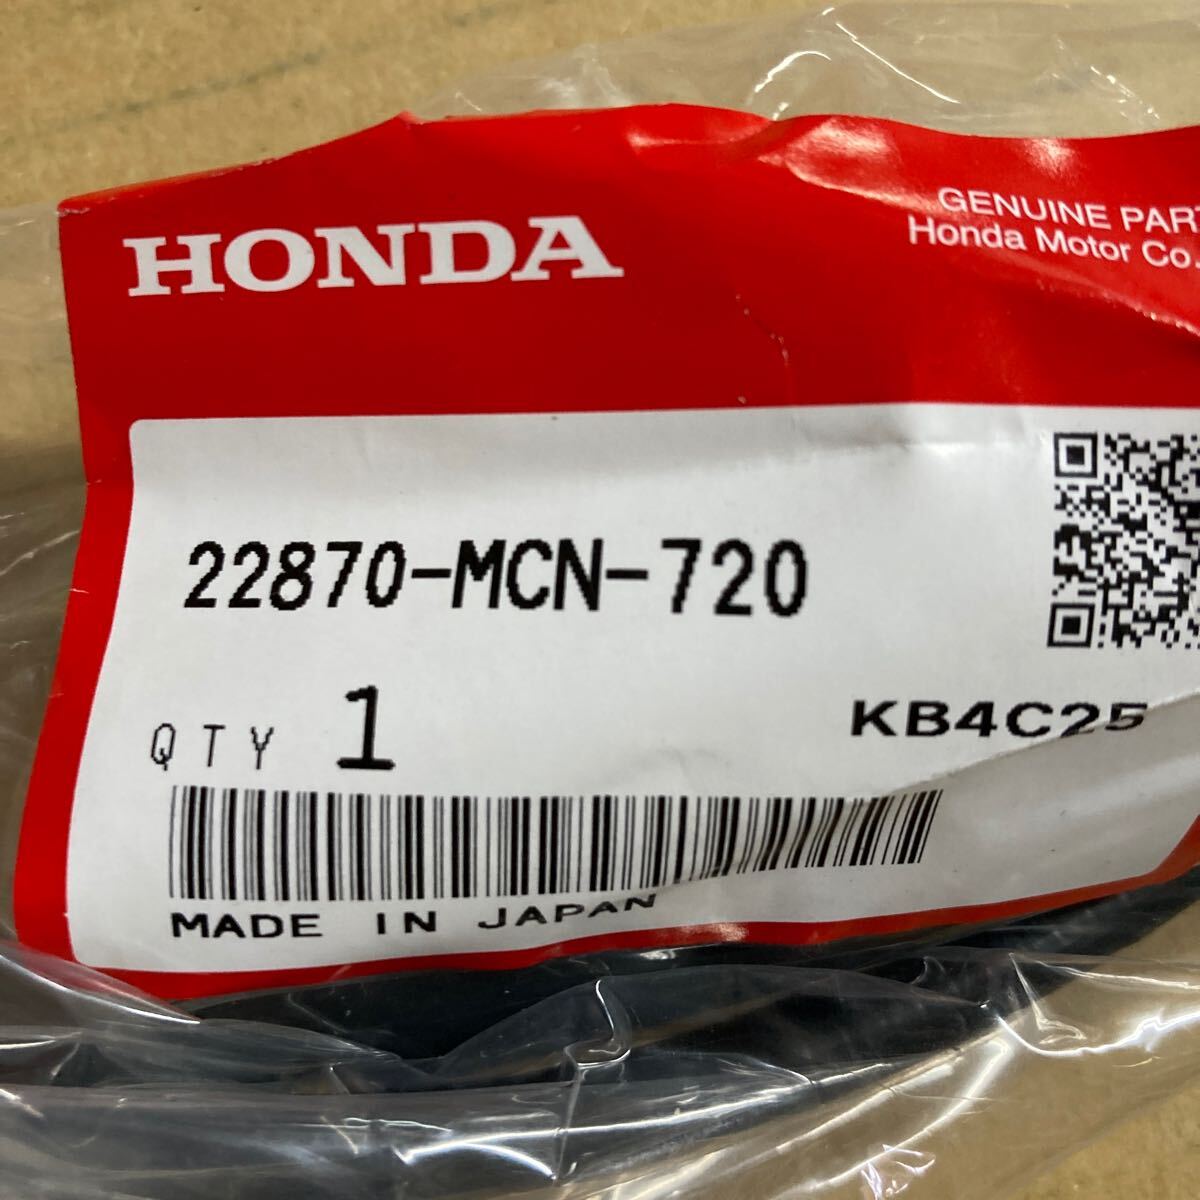 HONDA
GENUINE PART
Honda Motor Co.
22870-MCN-720
QTY 1
KB4C25
MADE IN JAPAN